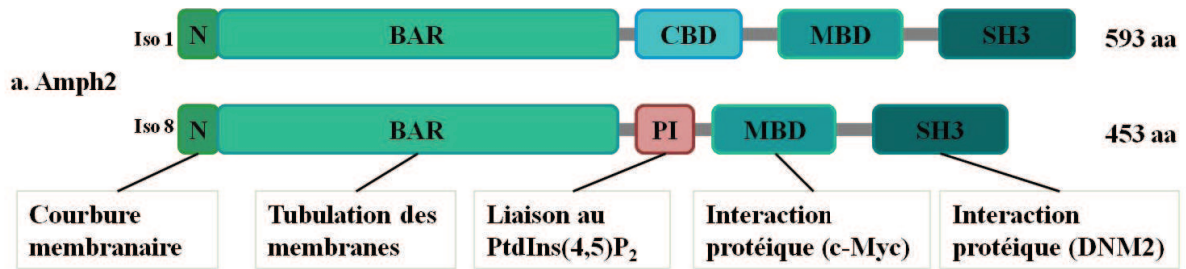 Iso 1 N BAR CBD MBD SH3 593 aa
a. Amph2
Iso 8 N BAR PI MBD SH3 453 aa
Courbure
membranaire
Tubulation des
membranes
Liaison au
PtdIns(4,5)P₂
Interaction
protéique (c-Myc)
Interaction
protéique (DNM2)